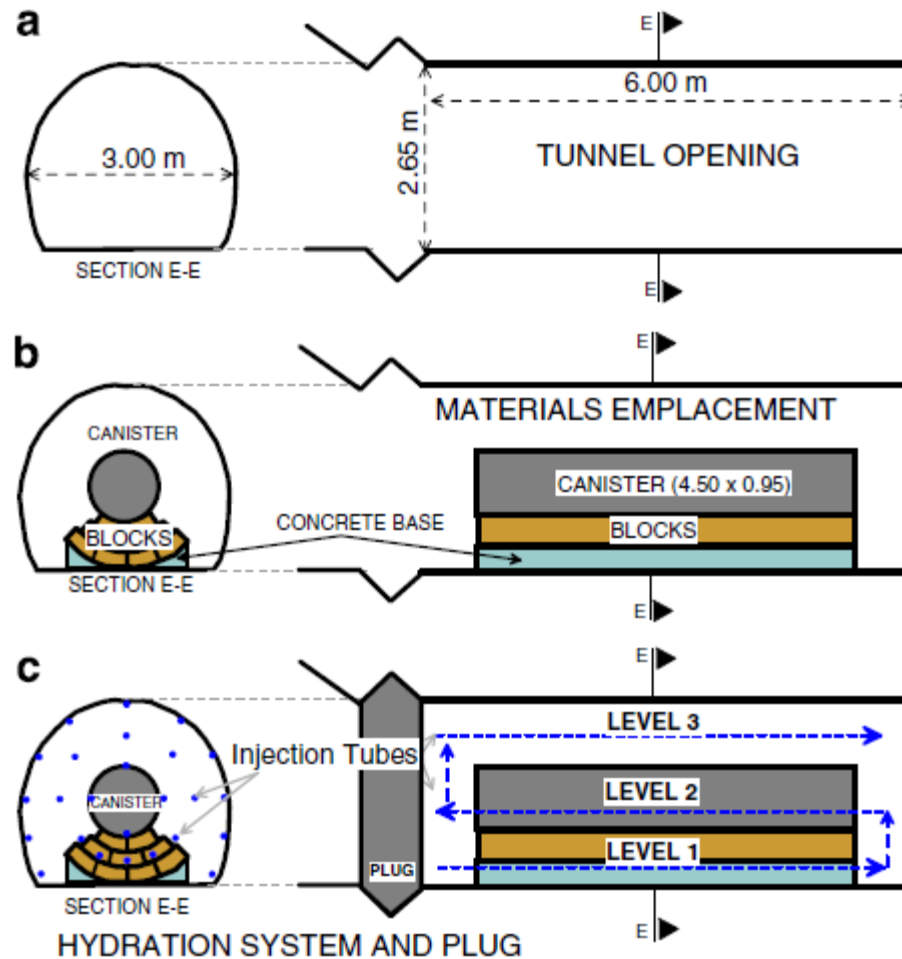 a
E
6.00 m
3.00 m
2.65 m
TUNNEL OPENING
SECTION E-E
E
b
E
MATERIALS EMPLACEMENT
CANISTER
CANISTER (4.50 x 0.95)
BLOCKS
CONCRETE BASE
BLOCKS
SECTION E-E
E
c
E
LEVEL 3
Injection Tubes
CANISTER
LEVEL 2
LEVEL 1
PLUG
SECTION E-E
E
HYDRATION SYSTEM AND PLUG